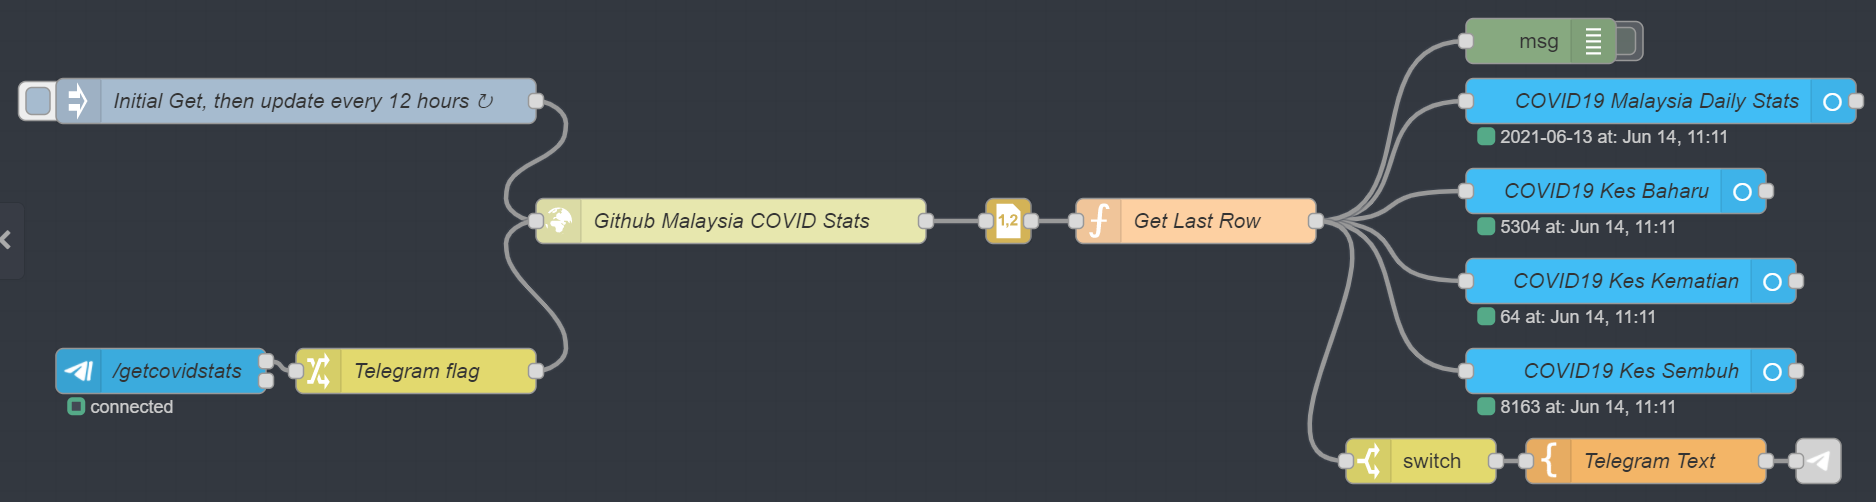 msg
Initial Get, then update every 12 hours ↻
COVID19 Malaysia Daily Stats
2021-06-13 at: Jun 14, 11:11
COVID19 Kes Baharu
5304 at: Jun 14, 11:11
Github Malaysia COVID Stats
1,2
Get Last Row
COVID19 Kes Kematian
64 at: Jun 14, 11:11
/getcovidstats
connected
Telegram flag
COVID19 Kes Sembuh
8163 at: Jun 14, 11:11
switch
Telegram Text